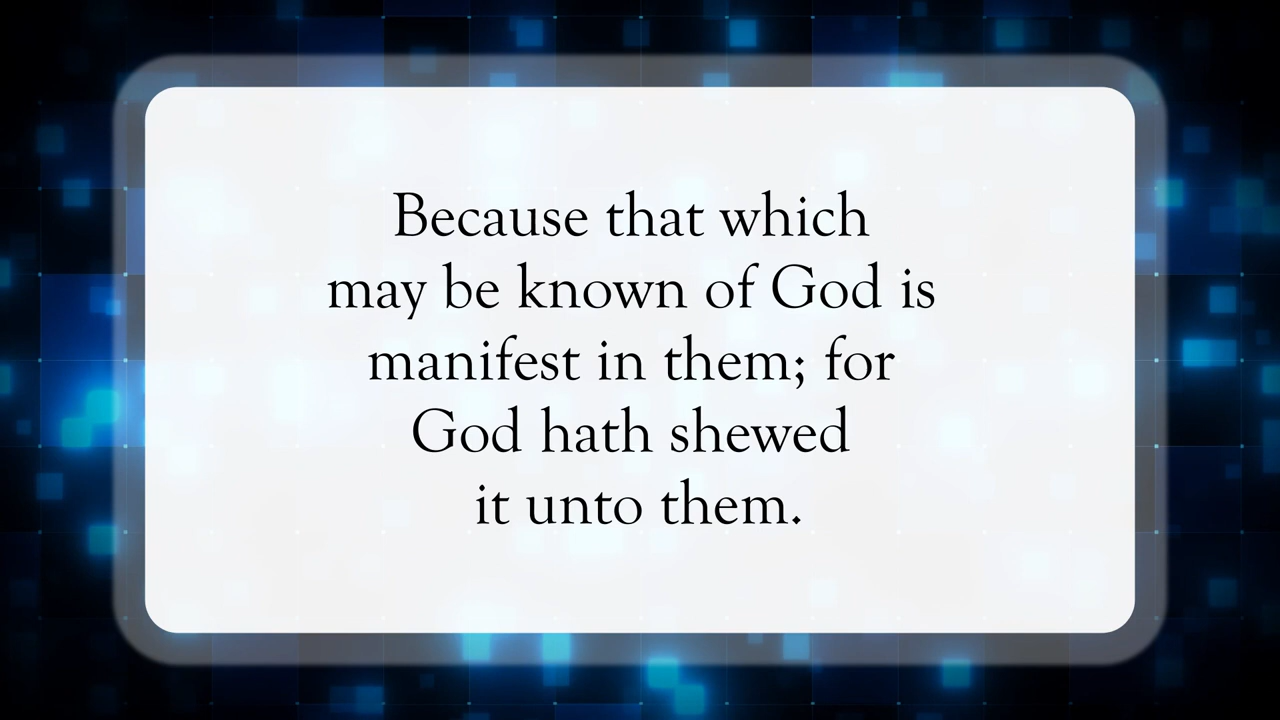 Because that which
may be known of God is
manifest in them; for
God hath shewed
it unto them.